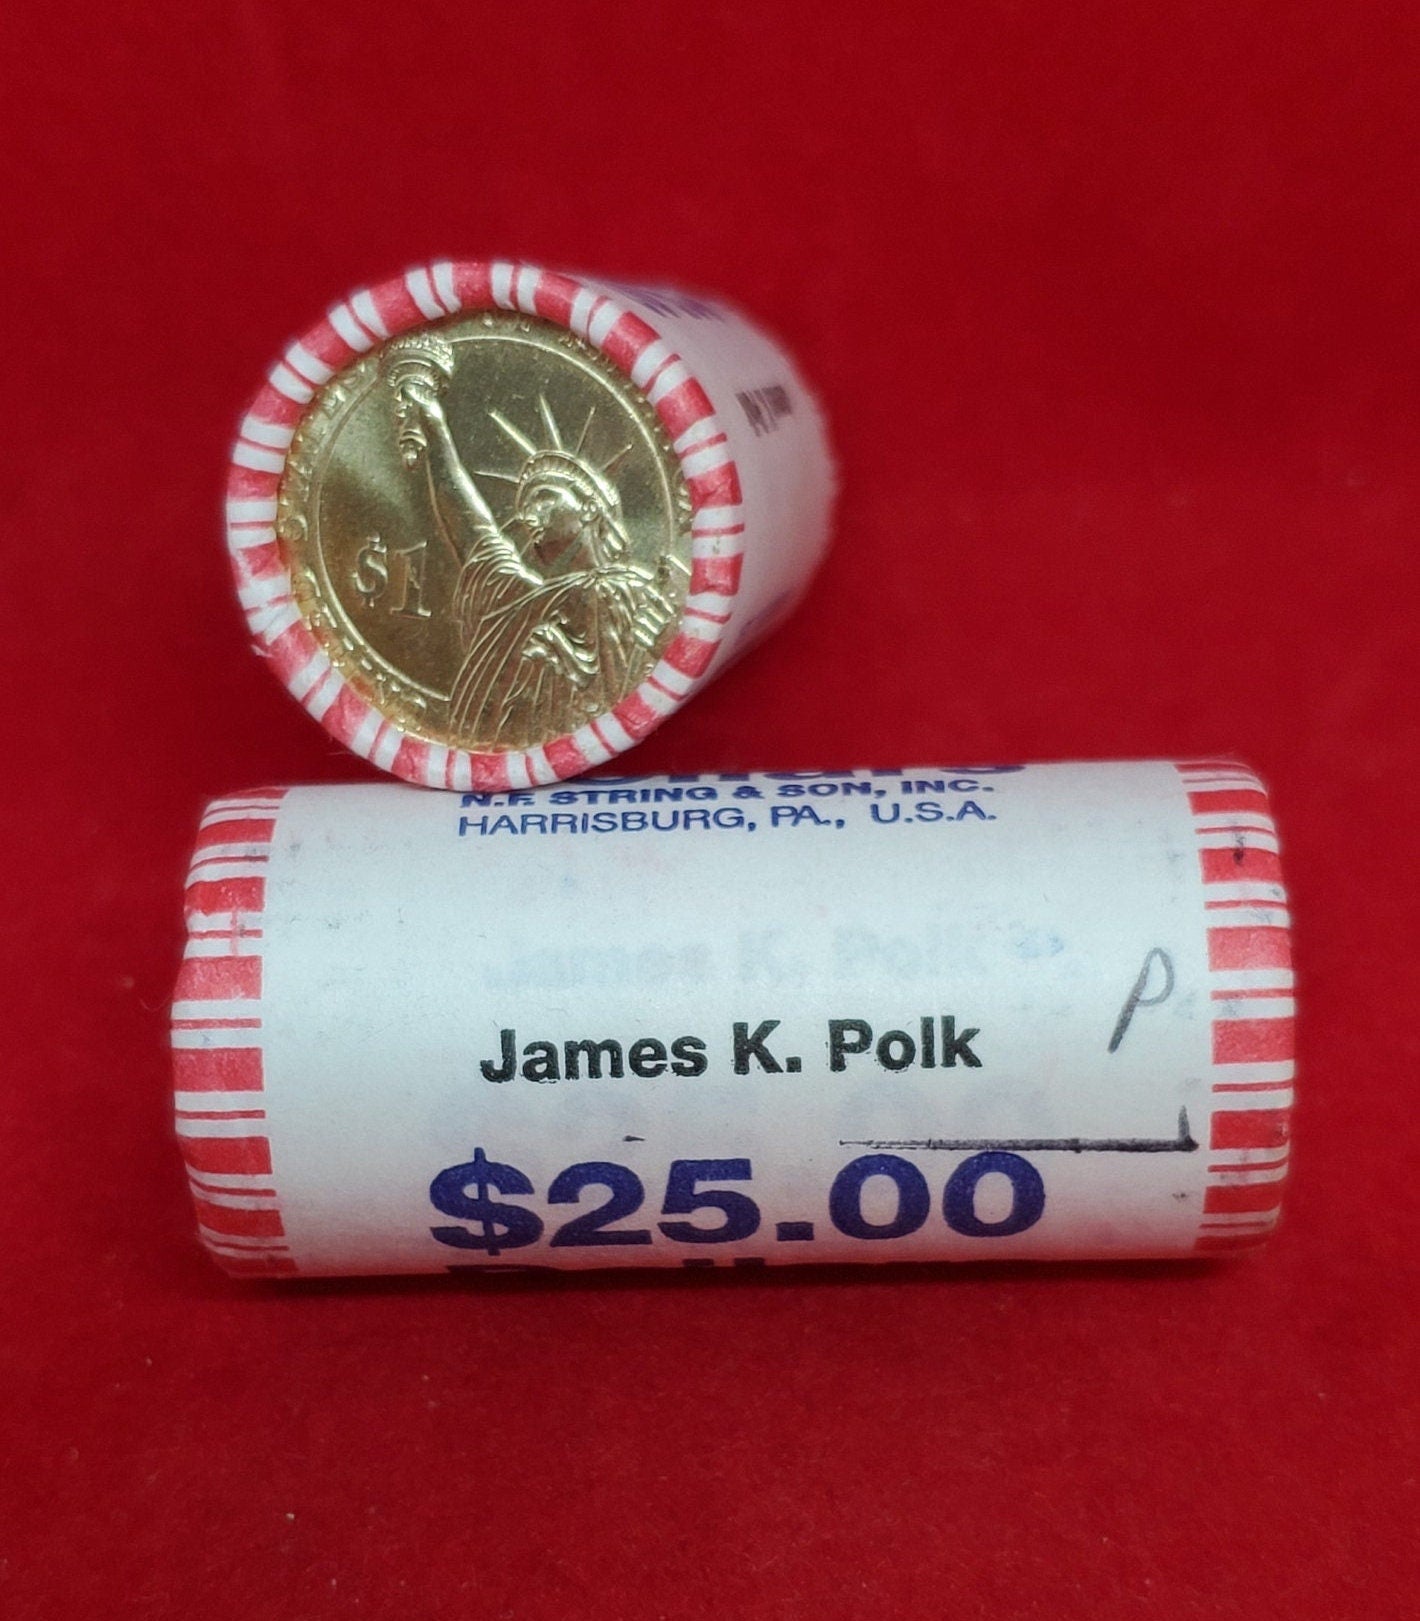 $1
N.F. STRING & SON, INC.
HARRISBURG, PA., U.S.A.
James K. Polk
P
$25.00